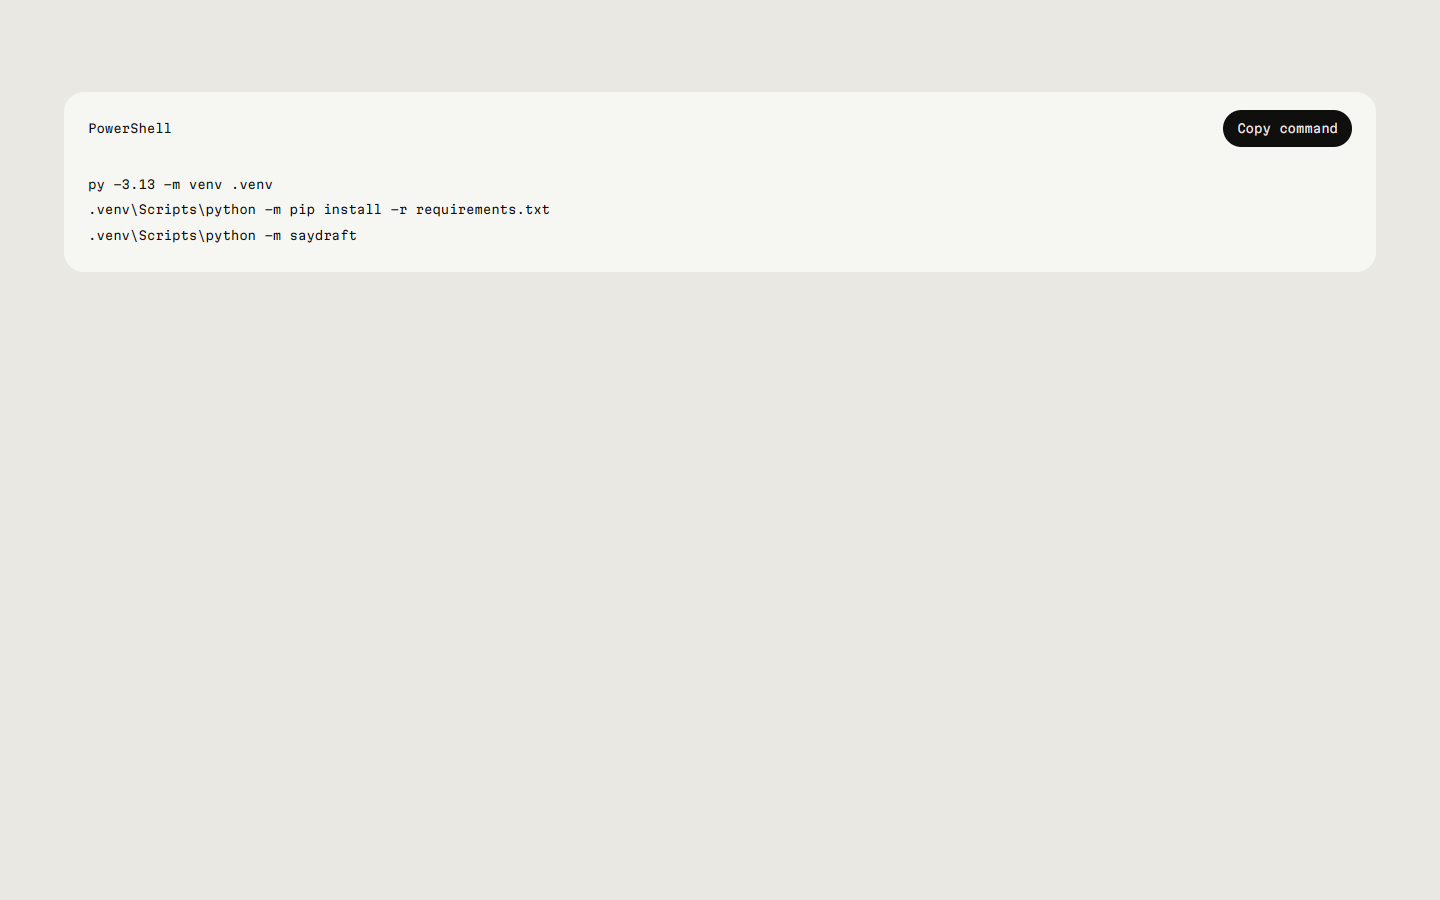 PowerShell
Copy command
py -3.13 -m venv .venv
.venv\Scripts\python -m pip install -r requirements.txt
.venv\Scripts\python -m saydraft